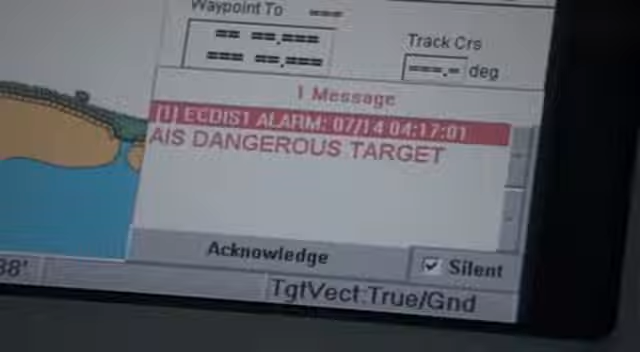 Waypoint To ---
-- --.---
--- --.---
Track Crs
---.- deg
1 Message
[1] ECDIS1 ALARM: 07/14 04:17:01
AIS DANGEROUS TARGET
Acknowledge
Silent
38'.
TgtVect:True/Gnd